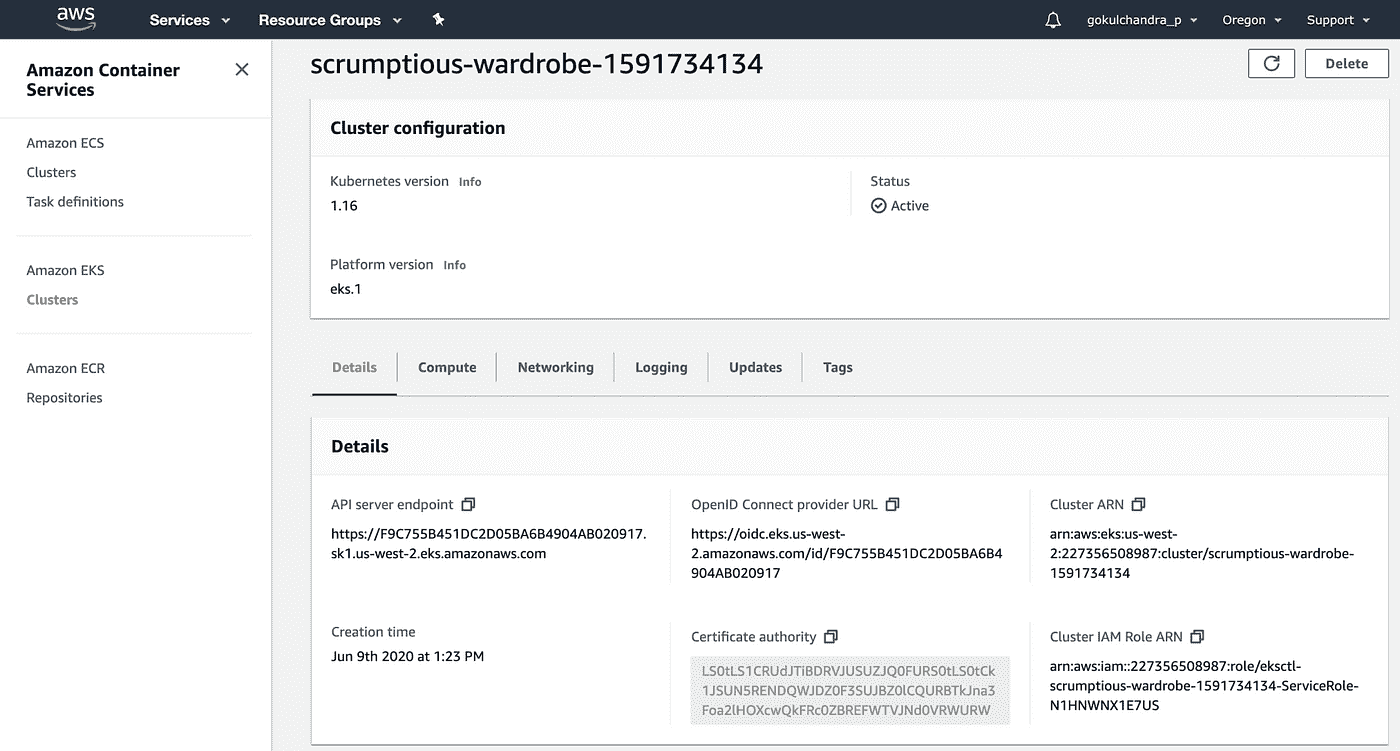 aws Services Resource Groups gokulchandra_p Oregon Support
Amazon Container
Services
Amazon ECS
Clusters
Task definitions
Amazon EKS
Clusters
Amazon ECR
Repositories
scrumptious-wardrobe-1591734134
Delete
Cluster configuration
Kubernetes version Info
1.16
Status
Active
Platform version Info
eks.1
Details Compute Networking Logging Updates Tags
Details
API server endpoint
https://F9C755B451DC2D05BA6B4904AB020917.
sk1.us-west-2.eks.amazonaws.com
OpenID Connect provider URL
https://oidc.eks.us-west-
2.amazonaws.com/id/F9C755B451DC2D05BA6B4
904AB020917
Cluster ARN
arn:aws:eks:us-west-
2:227356508987:cluster/scrumptious-wardrobe-
1591734134
Creation time
Jun 9th 2020 at 1:23 PM
Certificate authority
LS0tLS1CRUdJTiBDRVJUSUZJQ0FURS0tLS0tCk
1JSUN5RENDQWJDZ0F3SUJBZ0lCQURBTkJna3
Foa2lHOXcwQkFRc0ZBREFWTVJNd0VRWURW
Cluster IAM Role ARN
arn:aws:iam::227356508987:role/eksctl-
scrumptious-wardrobe-1591734134-ServiceRole-
N1HNWNX1E7US